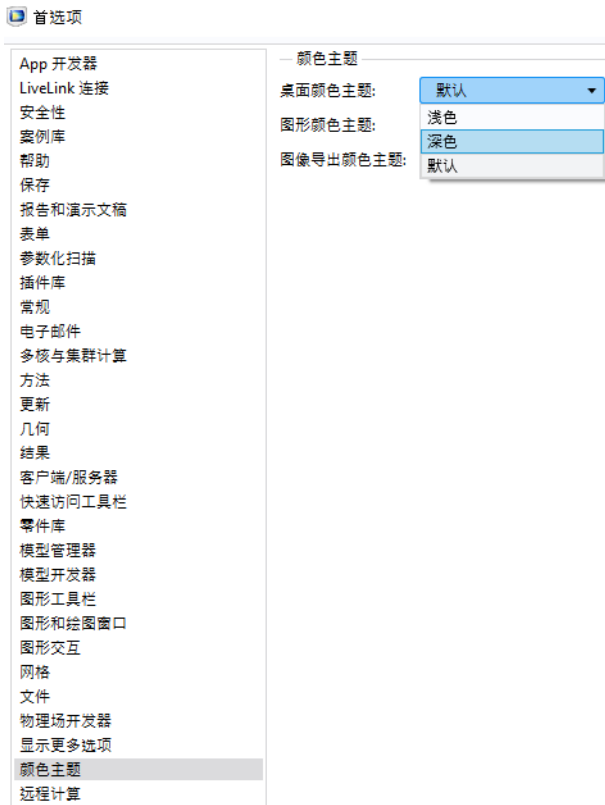 首选项
App 开发器
LiveLink 连接
安全性
案例库
帮助
保存
报告和演示文稿
表单
参数化扫描
插件库
常规
电子邮件
多核与集群计算
方法
更新
几何
结果
客户端/服务器
快速访问工具栏
零件库
模型管理器
模型开发器
图形工具栏
图形和绘图窗口
图形交互
网格
文件
物理场开发器
显示更多选项
颜色主题
远程计算
颜色主题
桌面颜色主题: 默认
浅色
图形颜色主题:
深色
图像导出颜色主题:
默认